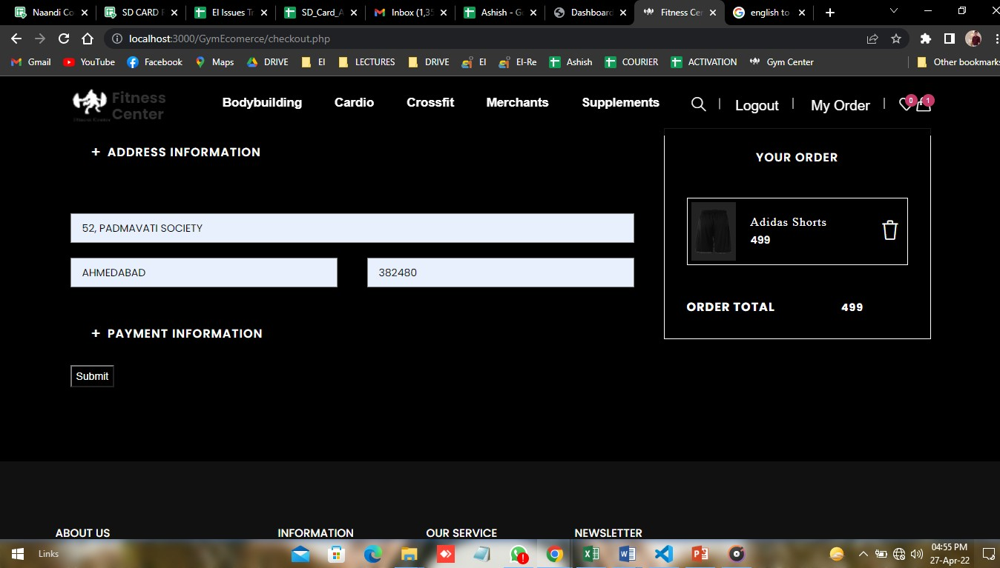 Naandi Co
SD CARD F
EI Issues Tr
SD_Card_A
Inbox (1,35
Ashish - Go
Dashboard
Fitness Cen
english to
localhost:3000/GymEcomerce/checkout.php
Gmail
YouTube
Facebook
Maps
DRIVE
EI
LECTURES
DRIVE
EI
EI-Re
Ashish
COURIER
ACTIVATION
Gym Center
Other bookmarks
Fitness
Center
Bodybuilding
Cardio
Crossfit
Merchants
Supplements
Logout
My Order
0
1
+ ADDRESS INFORMATION
52, PADMAVATI SOCIETY
AHMEDABAD
382480
+ PAYMENT INFORMATION
Submit
YOUR ORDER
Adidas Shorts
499
ORDER TOTAL 499
ABOUT US
INFORMATION
OUR SERVICE
NEWSLETTER
Links
04:55 PM
27-Apr-22